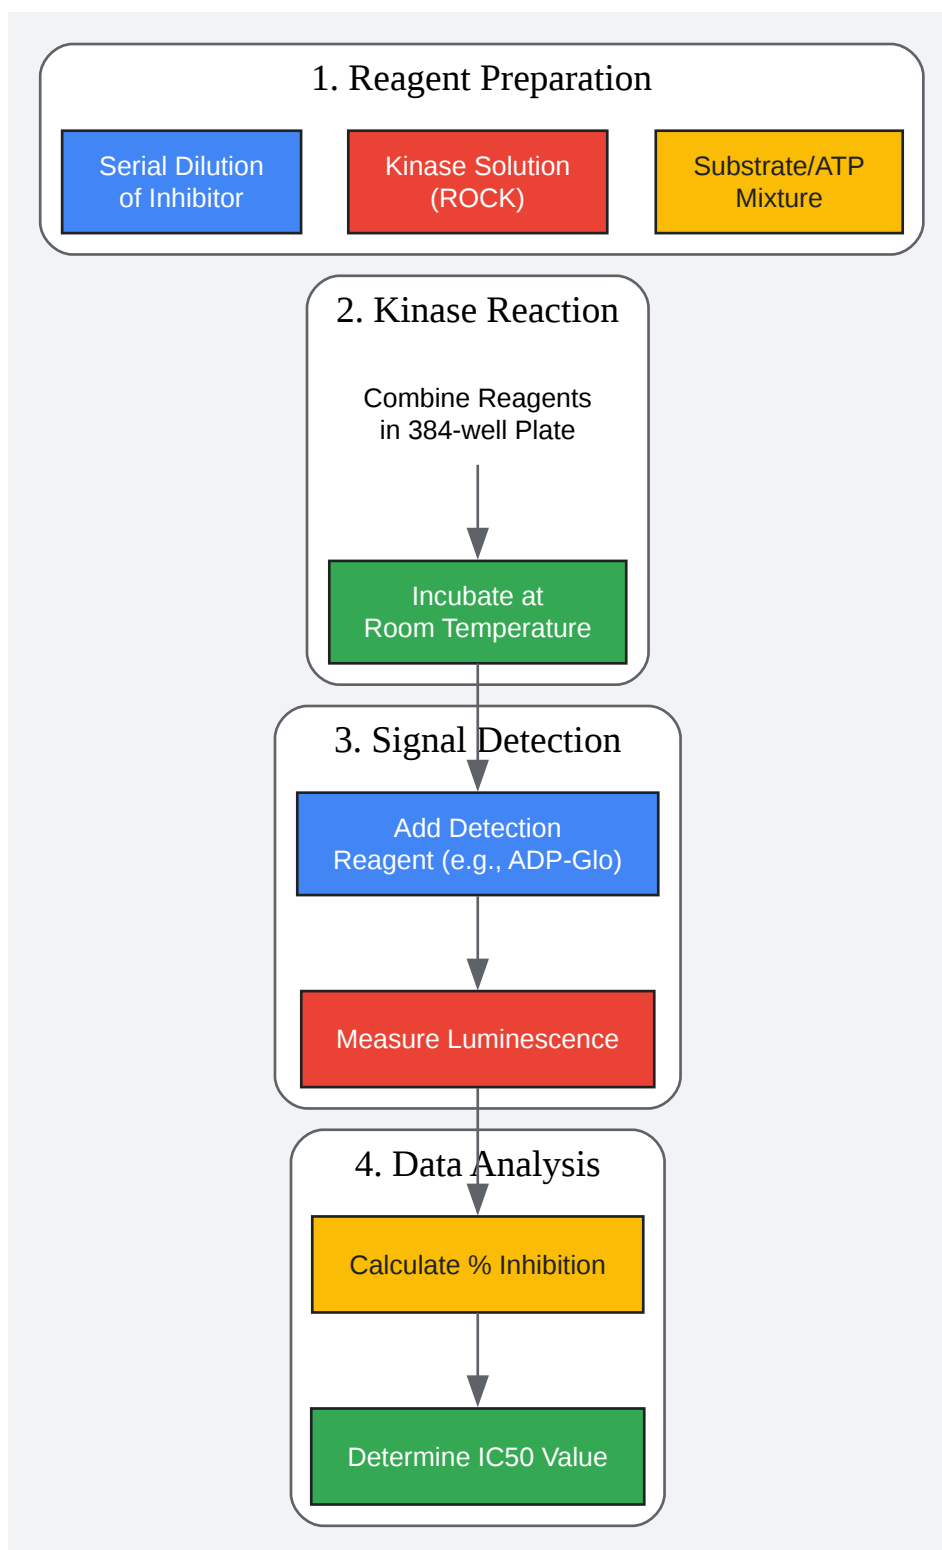 1. Reagent Preparation
Serial Dilution
of Inhibitor
Kinase Solution
(ROCK)
Substrate/ATP
Mixture
2. Kinase Reaction
Combine Reagents
in 384-well Plate
Incubate at
Room Temperature
3. Signal Detection
Add Detection
Reagent (e.g., ADP-Glo)
Measure Luminescence
4. Data Analysis
Calculate % Inhibition
Determine IC50 Value